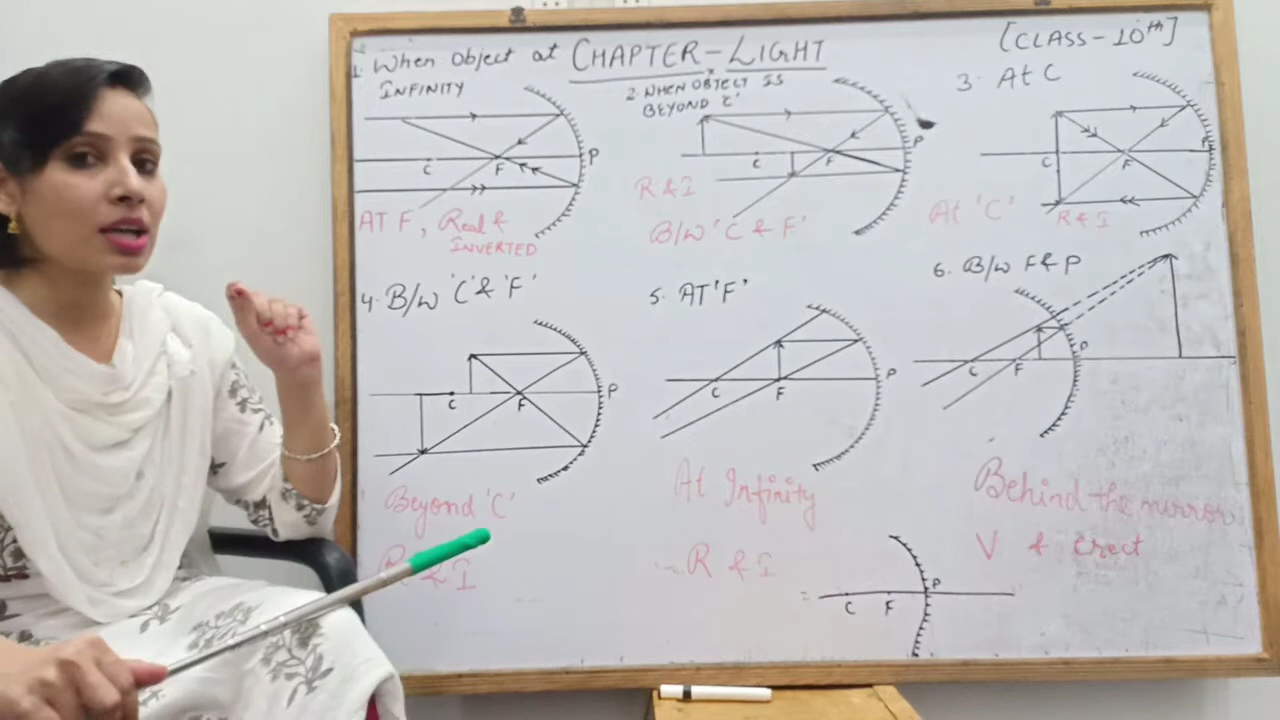 CHAPTER-LIGHT
[CLASS-10th]
1. When Object at
INFINITY
C
F
P
AT F, Real &
INVERTED
2. WHEN OBJECT IS
BEYOND 'C'
C
F
P
R & I
B/W 'C & F'
3. At C
C
F
P
At 'C'
R & I
4. B/W 'C' & 'F'
C
F
P
Beyond 'C'
R & I
5. AT 'F'
C
F
P
At Infinity
R & I
6. B/w F & P
C
F
P
Behind the mirror
V & Erect
C
F
P